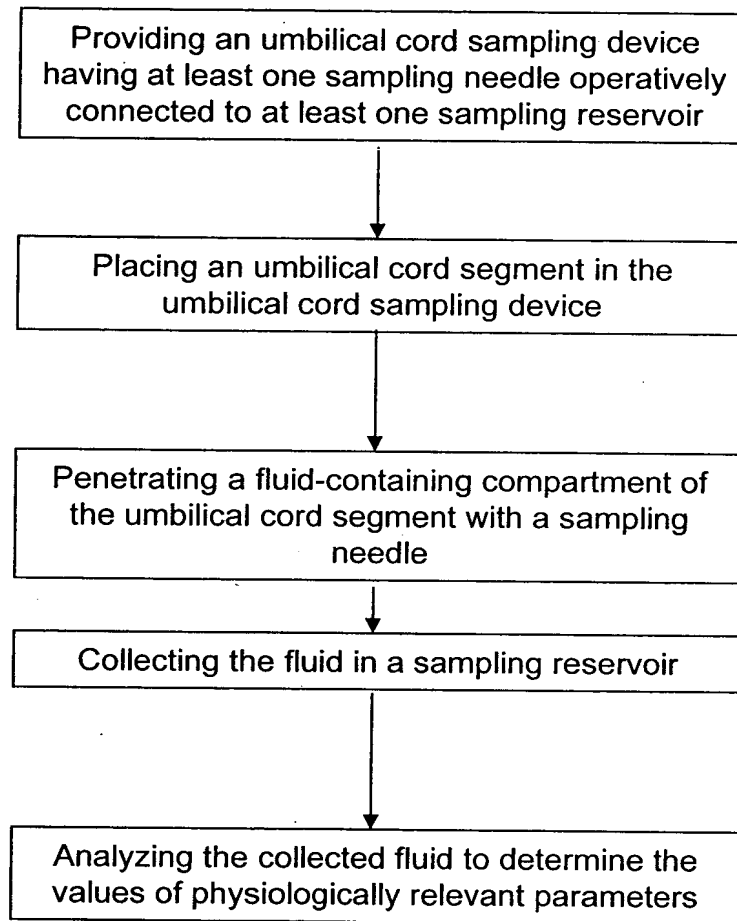 Providing an umbilical cord sampling device
having at least one sampling needle operatively
connected to at least one sampling reservoir
Placing an umbilical cord segment in the
umbilical cord sampling device
Penetrating a fluid-containing compartment of
the umbilical cord segment with a sampling
needle
Collecting the fluid in a sampling reservoir
Analyzing the collected fluid to determine the
values of physiologically relevant parameters